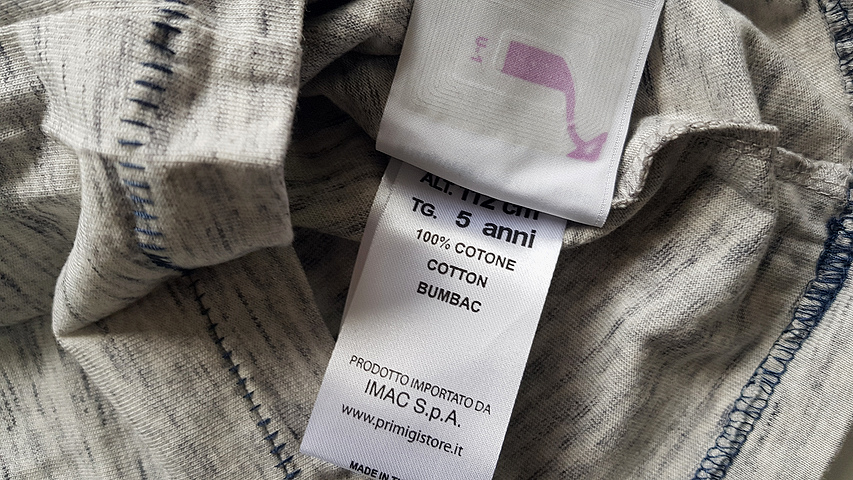 U-1
ALT. 112 cm
TG. 5 anni
100% COTONE
COTTON
BUMBAC
PRODOTTO IMPORTATO DA
IMAC S.p.A.
www.primigistore.it
MADE IN